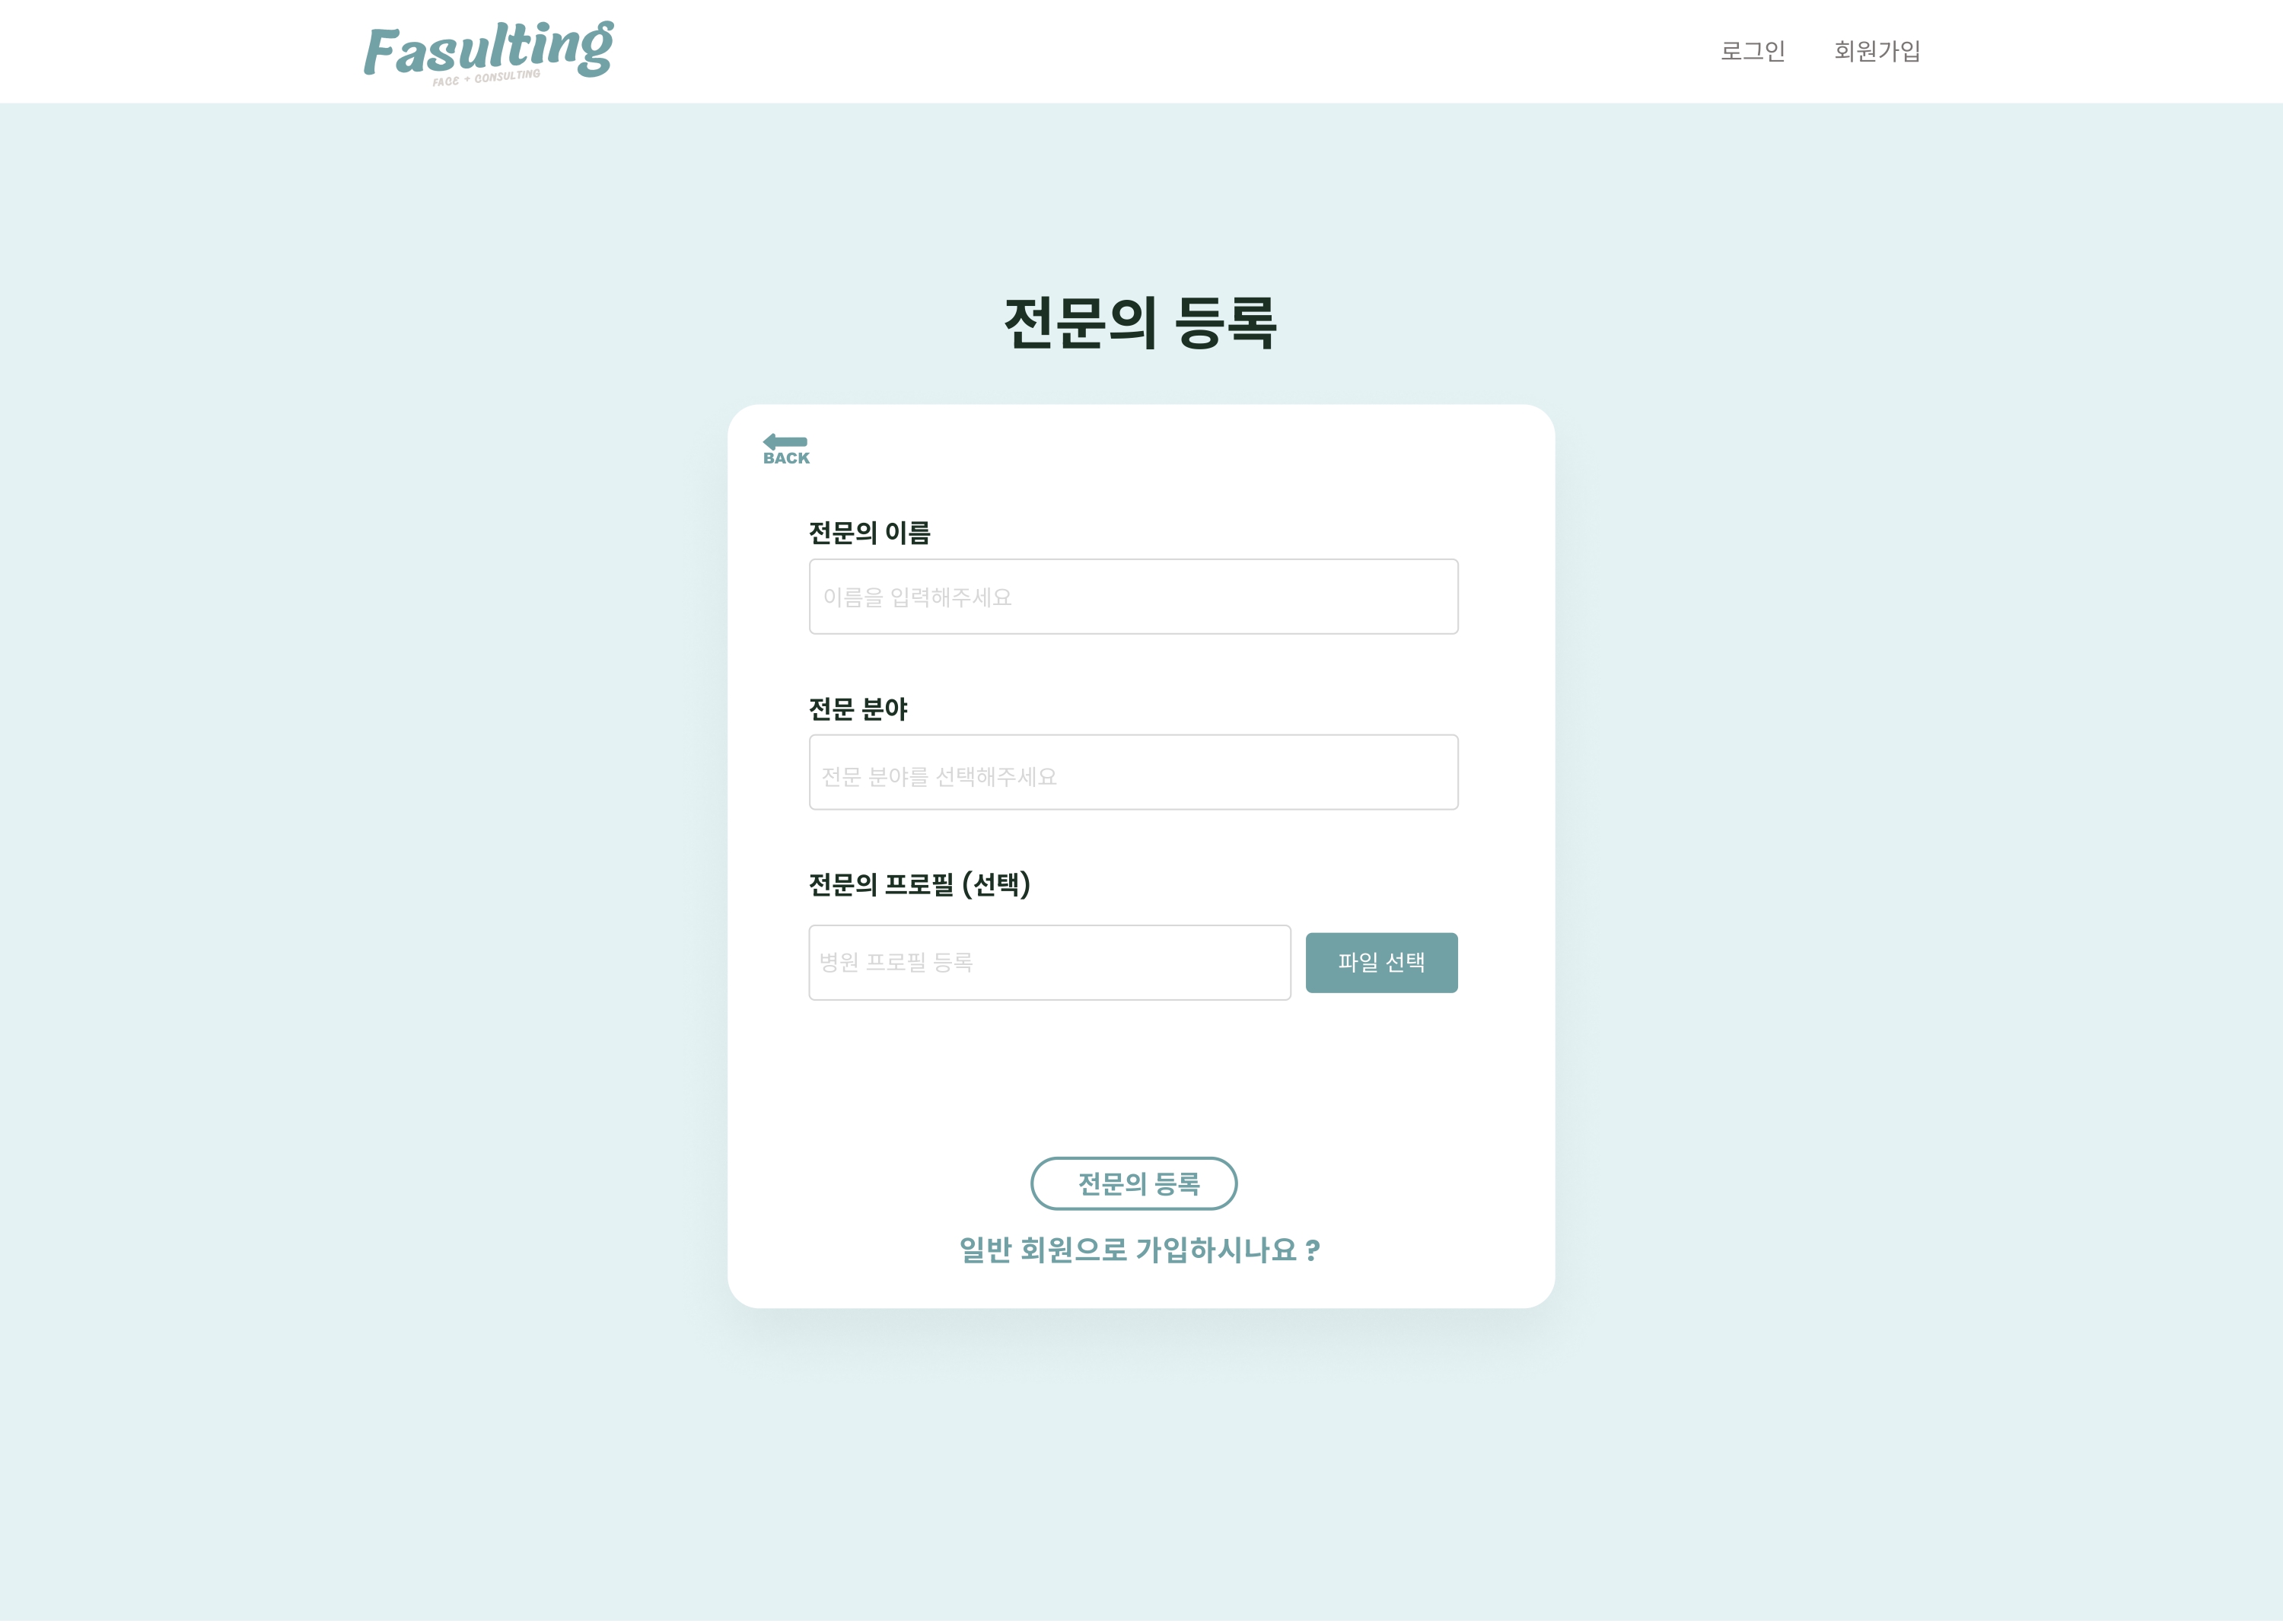 Fasulting
FACE + CONSULTING
로그인 회원가입
전문의 등록
BACK
전문의 이름
이름을 입력해주세요
전문 분야
전문 분야를 선택해주세요
전문의 프로필 (선택)
병원 프로필 등록
파일 선택
전문의 등록
일반 회원으로 가입하시나요 ?